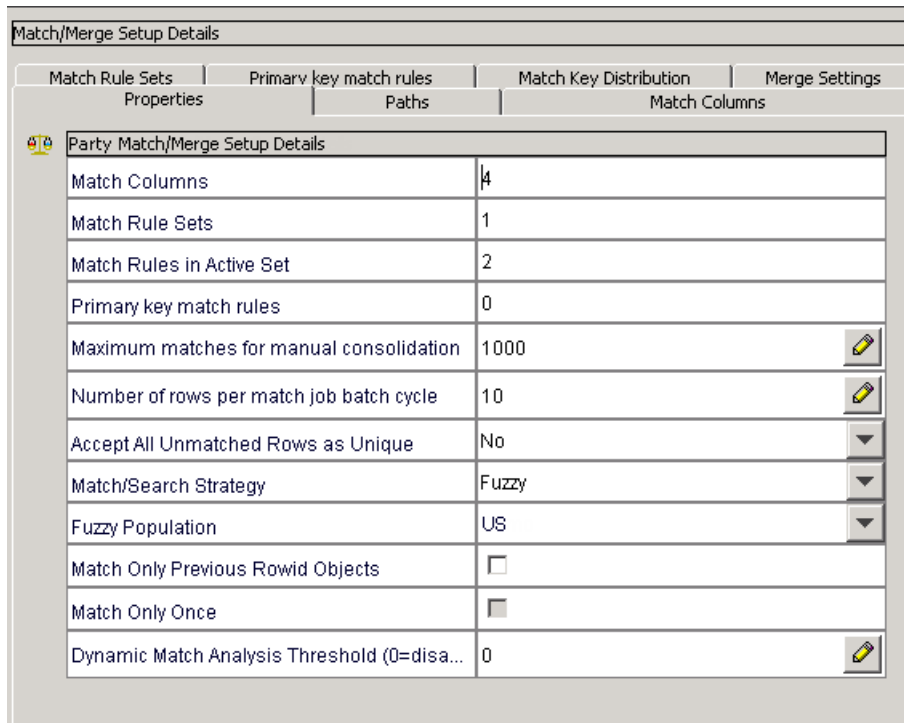 Match/Merge Setup Details
Match Rule Sets Primary key match rules Match Key Distribution Merge Settings
Properties Paths Match Columns
Party Match/Merge Setup Details
Match Columns 4
Match Rule Sets 1
Match Rules in Active Set 2
Primary key match rules 0
Maximum matches for manual consolidation 1000
Number of rows per match job batch cycle 10
Accept All Unmatched Rows as Unique No
Match/Search Strategy Fuzzy
Fuzzy Population US
Match Only Previous Rowid Objects
Match Only Once
Dynamic Match Analysis Threshold (0=disa... 0